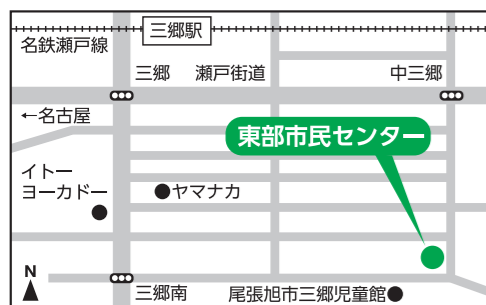 三郷駅
名鉄瀬戸線
三郷
瀬戸街道
中三郷
←名古屋
東部市民センター
イトー
ヨーカドー
ヤマナカ
N
三郷南
尾張旭市三郷児童館